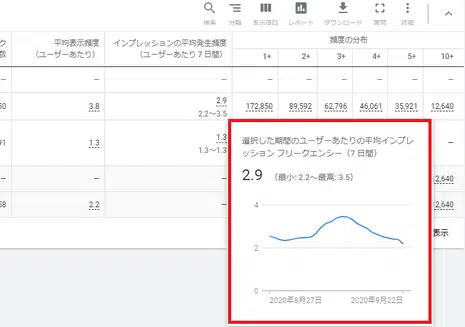 検索 分割 表示項目 レポート ダウンロード 展開 詳細
ク 平均表示頻度 インプレッションの平均発生頻度 頻度の分布
数 (ユーザーあたり) (ユーザーあたり 7 日間) 1+ 2+ 3+ 4+ 5+ 10+
— — — — — — — — —
50 3.8 2.9 172,850 89,592 62,796 46,061 35,921 12,640
2.2～3.5
91 1.3 1.3
1.3～1.3
— — 12,640
58 2.2 — 12,640
表示
選択した期間のユーザーあたりの平均インプレ
ッション フリークエンシー（7 日間）
2.9 （最小: 2.2～最高: 3.5）
4
2
0
2020年8月27日 2020年9月22日